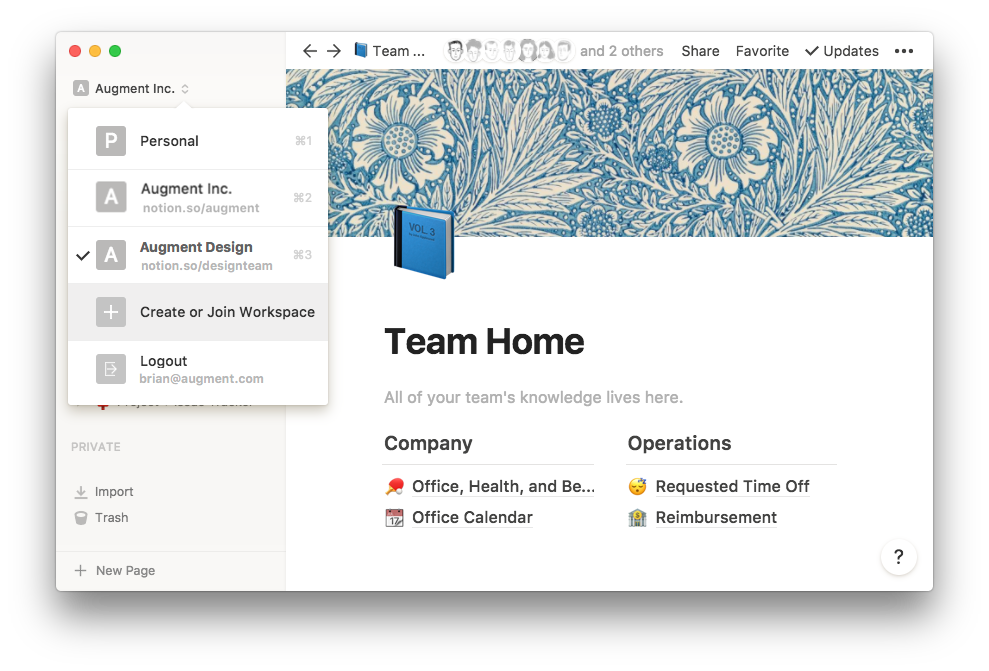 Team ...
and 2 others
Share
Favorite
Updates
A
Augment Inc.
P
Personal
⌘1
A
Augment Inc.
notion.so/augment
⌘2
A
Augment Design
notion.so/designteam
⌘3
Create or Join Workspace
Logout
brian@augment.com
PRIVATE
Import
Trash
New Page
VOL. 3
Team Home
All of your team's knowledge lives here.
Company
Office, Health, and Be...
17
Office Calendar
Operations
Requested Time Off
$
Reimbursement
?